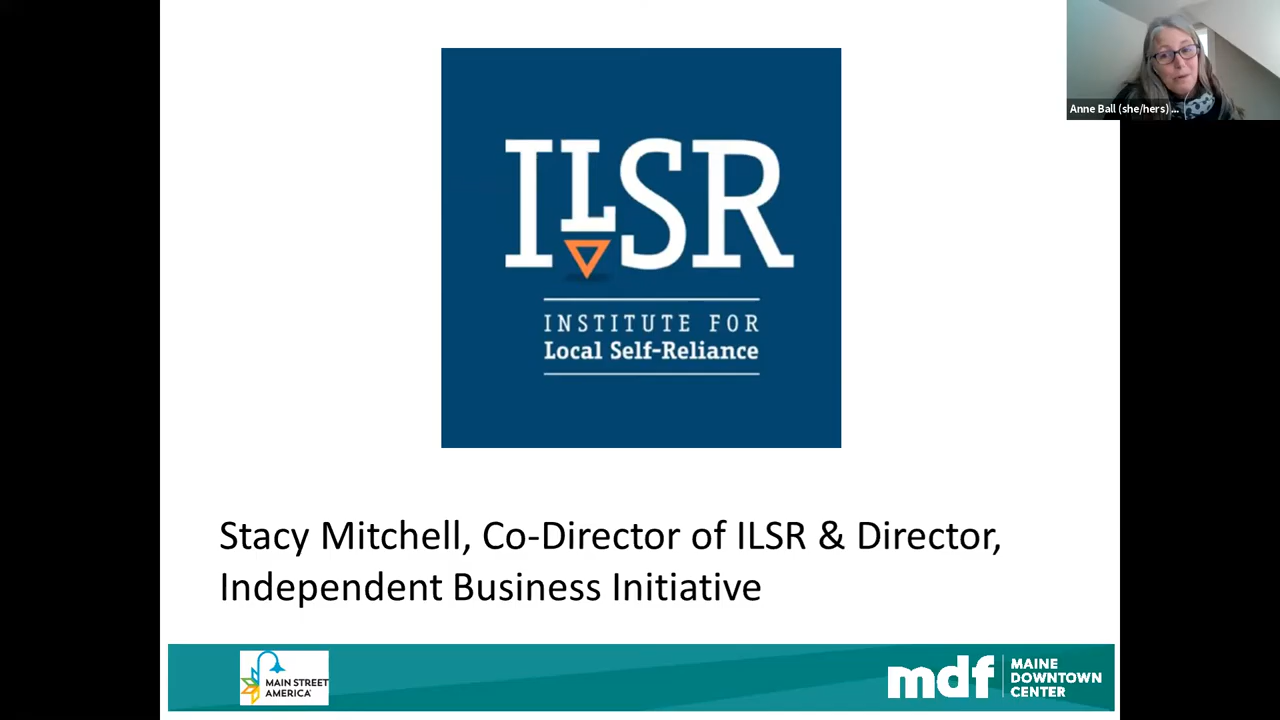 Anne Ball (she/hers) ...
ILSR
INSTITUTE FOR
Local Self-Reliance
Stacy Mitchell, Co-Director of ILSR & Director,
Independent Business Initiative
MAIN STREET
AMERICA
mdf
MAINE
DOWNTOWN
CENTER